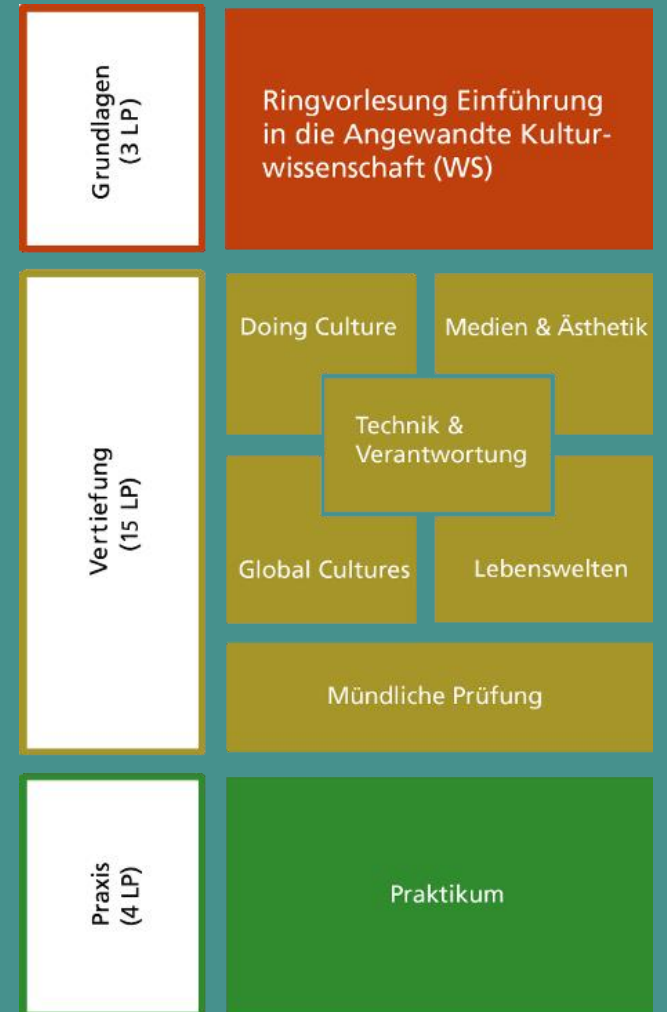 Grundlagen
(3 LP)
Ringvorlesung Einführung
in die Angewandte Kultur-
wissenschaft (WS)
Vertiefung
(15 LP)
Doing Culture
Medien & Ästhetik
Technik &
Verantwortung
Global Cultures
Lebenswelten
Mündliche Prüfung
Praxis
(4 LP)
Praktikum